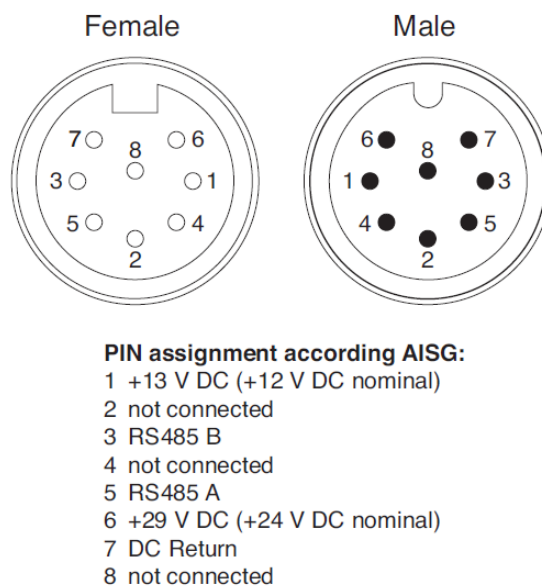 Female Male
7 8 6 6 8 7
3 1 1 3
5 4 4 5
2 2
PIN assignment according AISG:
1 +13 V DC (+12 V DC nominal)
2 not connected
3 RS485 B
4 not connected
5 RS485 A
6 +29 V DC (+24 V DC nominal)
7 DC Return
8 not connected